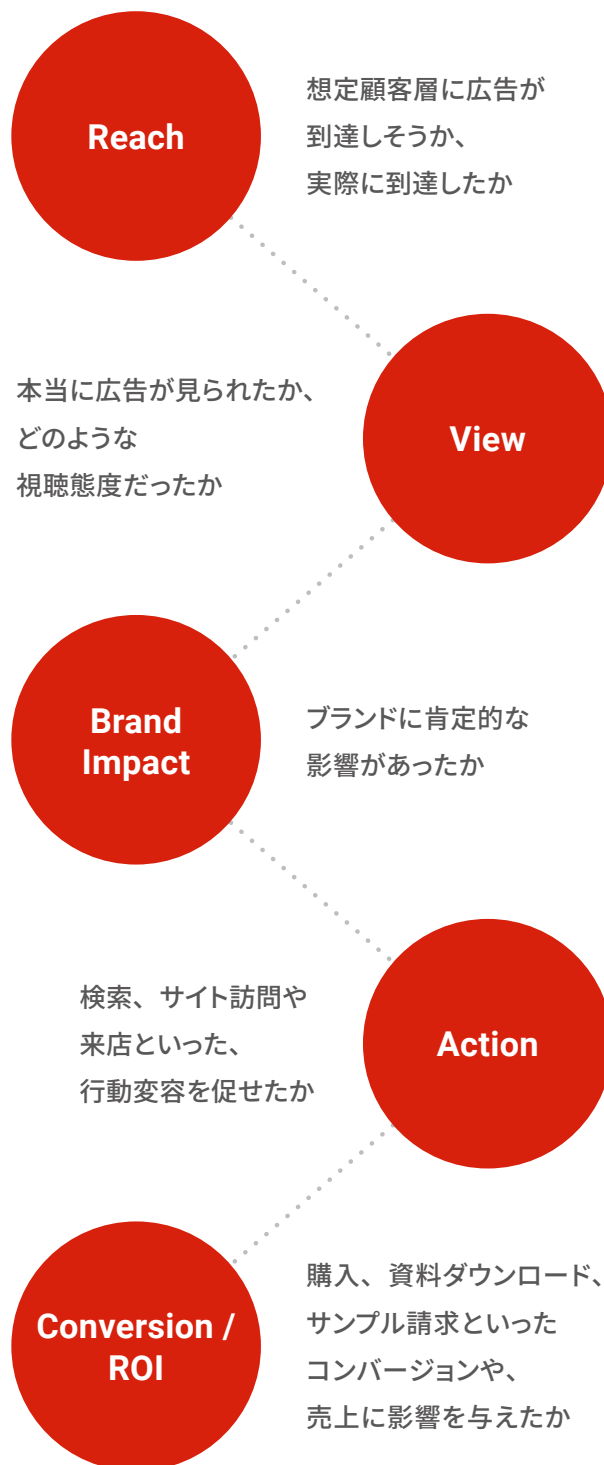 Reach
想定顧客層に広告が
到達しそうか、
実際に到達したか
本当に広告が見られたか、
どのような
視聴態度だったか
View
Brand
Impact
ブランドに肯定的な
影響があったか
検索、サイト訪問や
来店といった、
行動変容を促せたか
Action
Conversion /
ROI
購入、資料ダウンロード、
サンプル請求といった
コンバージョンや、
売上に影響を与えたか